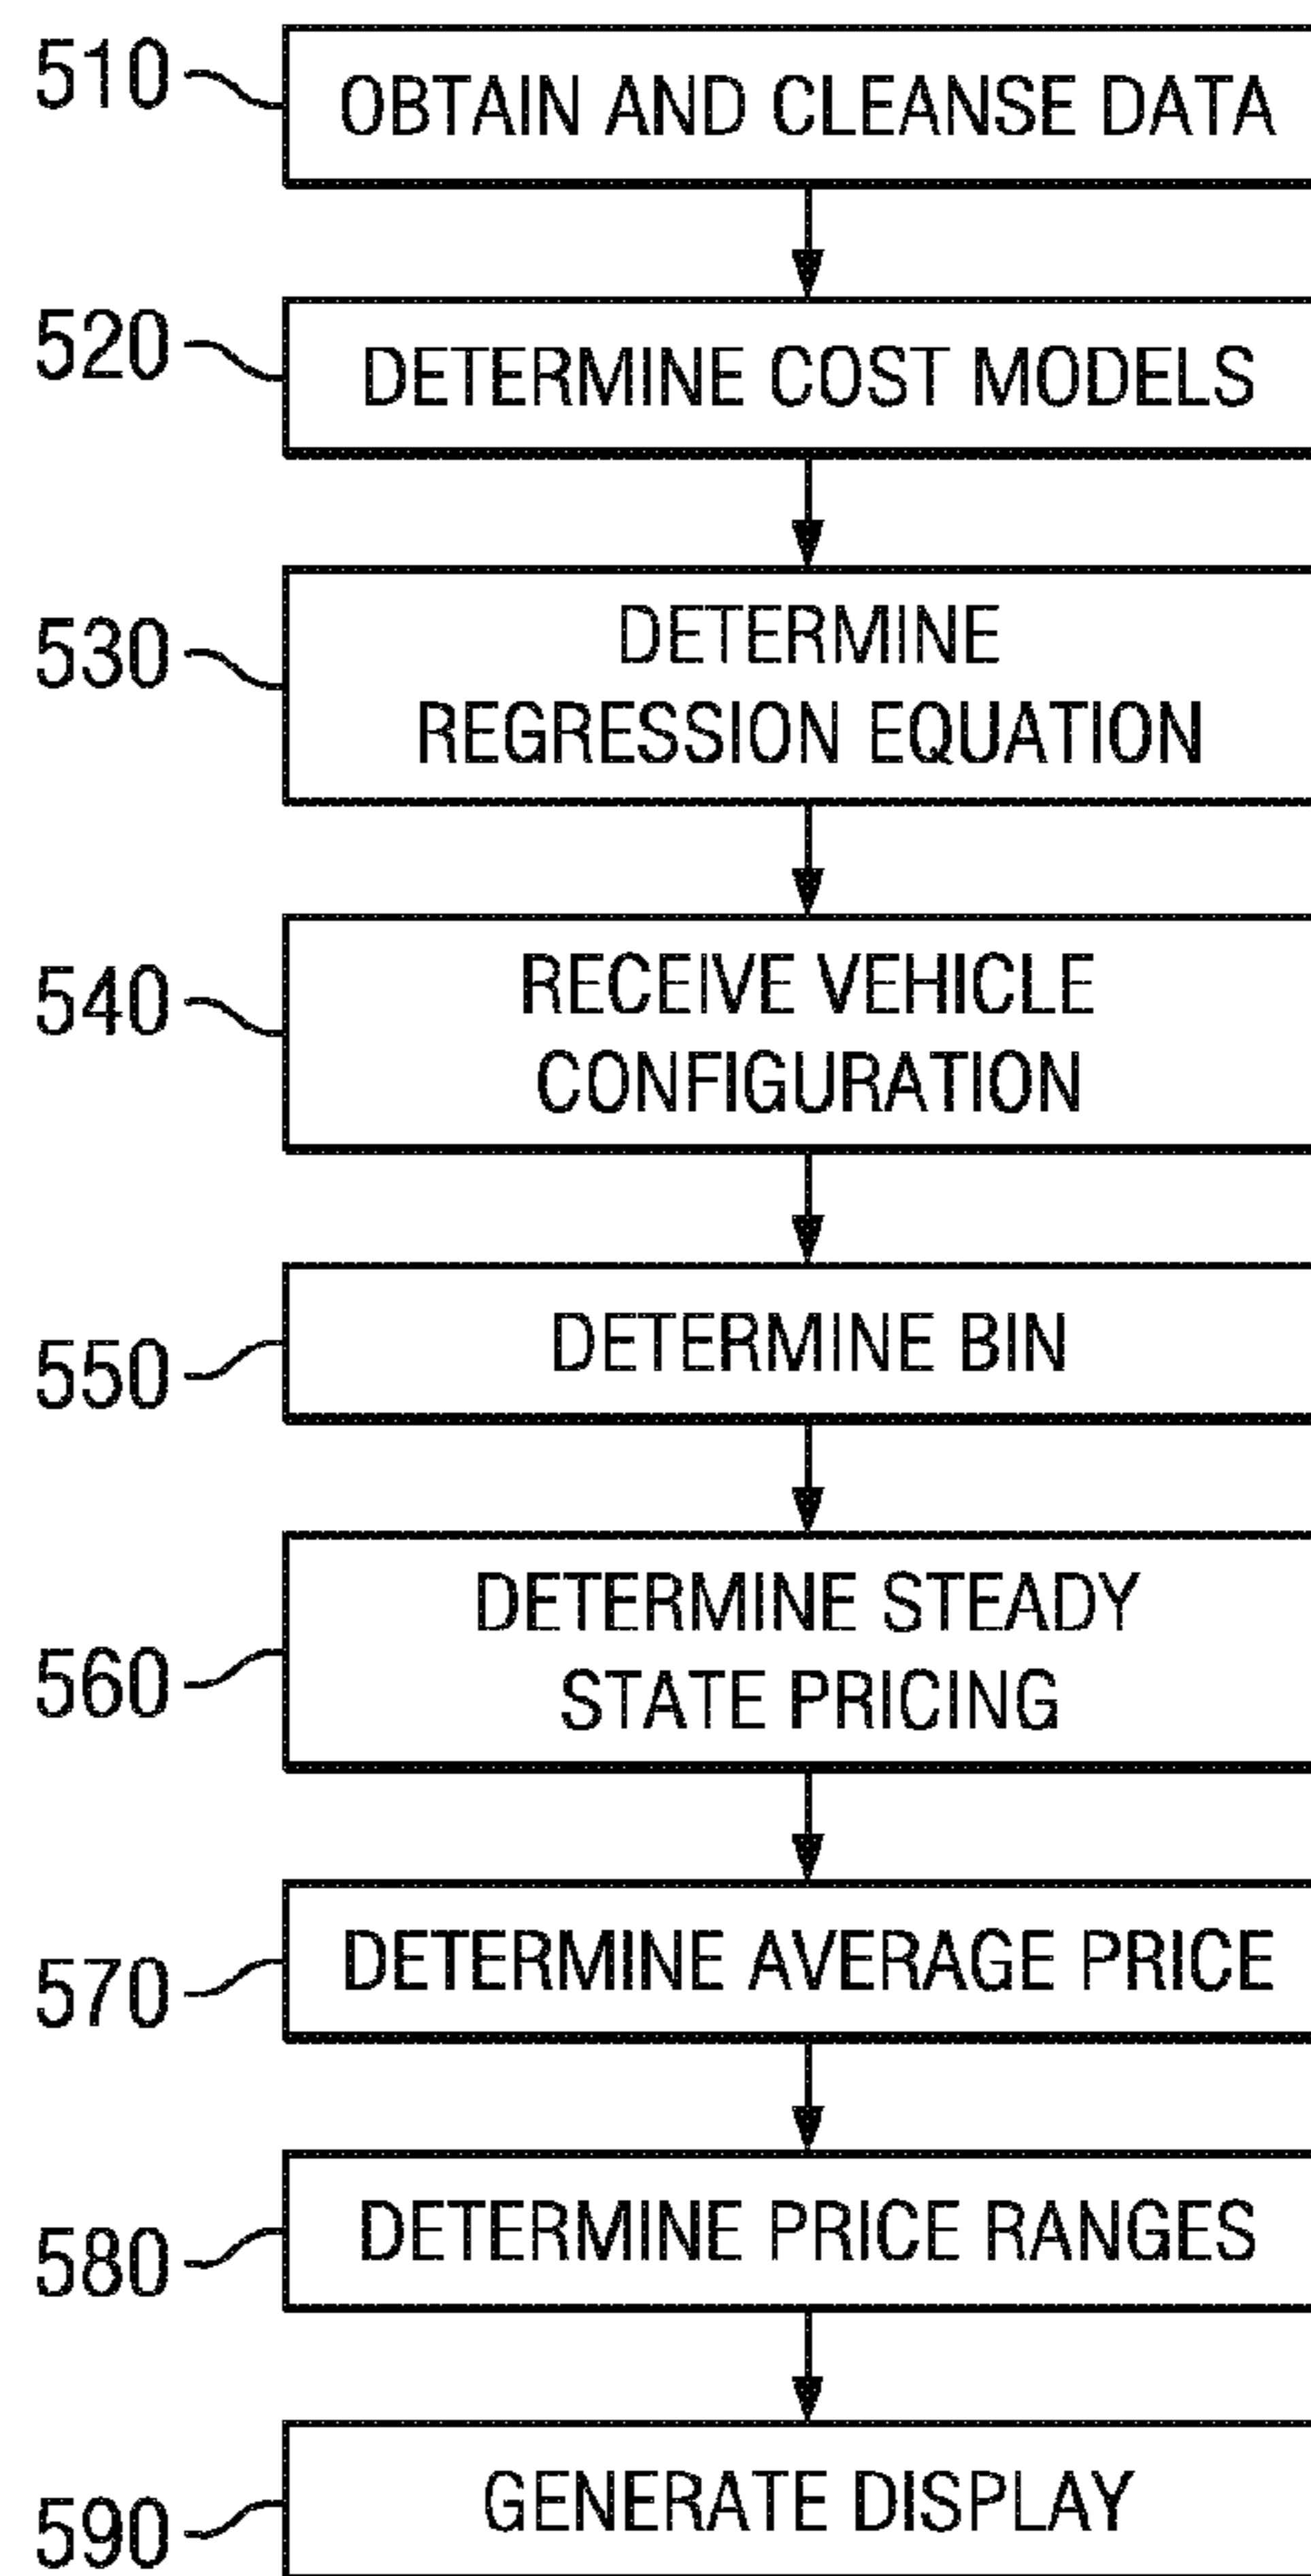 510
OBTAIN AND CLEANSE DATA
520
DETERMINE COST MODELS
530
DETERMINE
REGRESSION EQUATION
540
RECEIVE VEHICLE
CONFIGURATION
550
DETERMINE BIN
560
DETERMINE STEADY
STATE PRICING
570
DETERMINE AVERAGE PRICE
580
DETERMINE PRICE RANGES
590
GENERATE DISPLAY